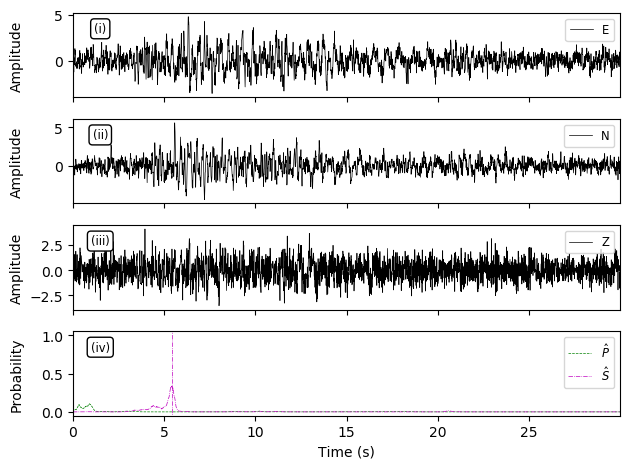 (i)
E
5
0
Amplitude
(ii)
N
5
0
Amplitude
(iii)
Z
2.5
0.0
−2.5
Amplitude
(iv)
P̂
Ŝ
1.0
0.5
0.0
Probability
0 5 10 15 20 25
Time (s)